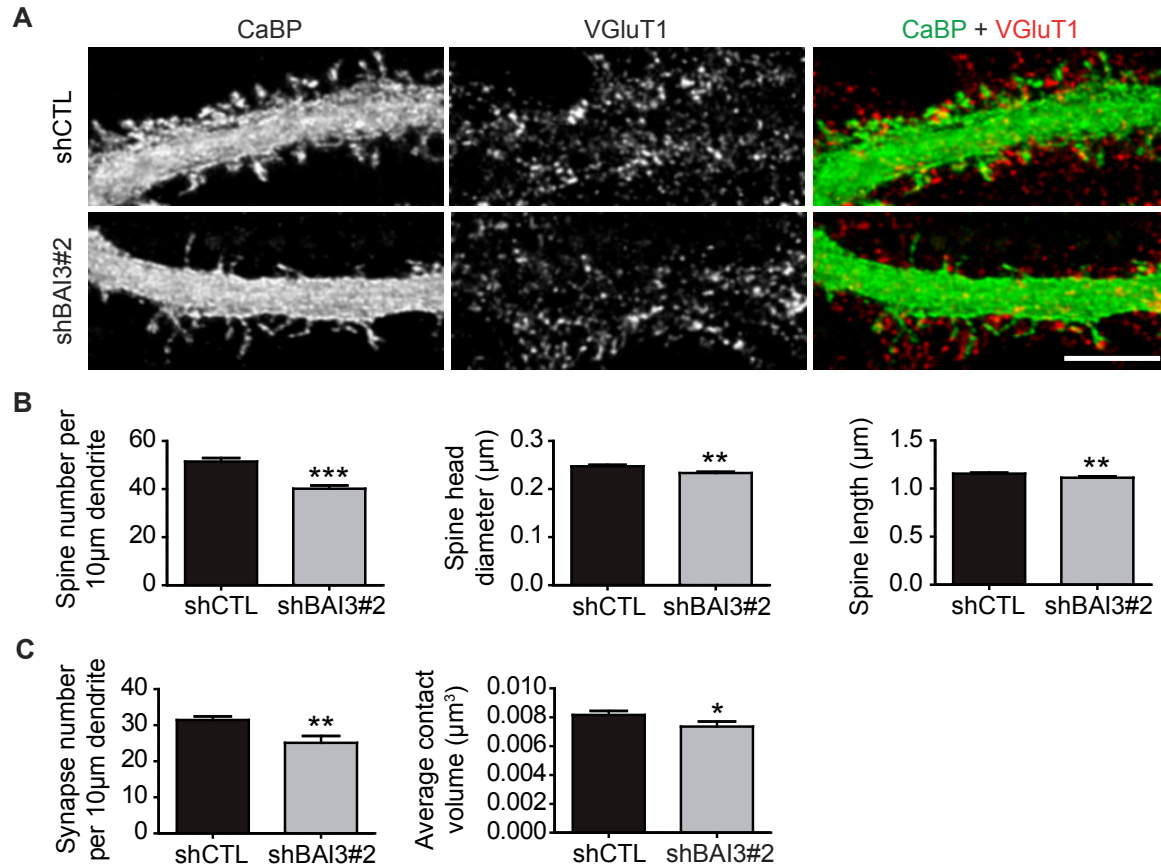 A
CaBP
VGluT1
CaBP + VGluT1
shCTL
shBAI3#2
B
Spine number per
10µm dendrite
60
40
20
0
shCTL
shBAI3#2
***
Spine head
diameter (µm)
0.3
0.2
0.1
0.0
shCTL
shBAI3#2
**
Spine length (µm)
1.5
1.0
0.5
0.0
shCTL
shBAI3#2
**
C
Synapse number
per 10µm dendrite
40
30
20
10
0
shCTL
shBAI3#2
**
Average contact
volume (µm³)
0.010
0.008
0.006
0.004
0.002
0.000
shCTL
shBAI3#2
*